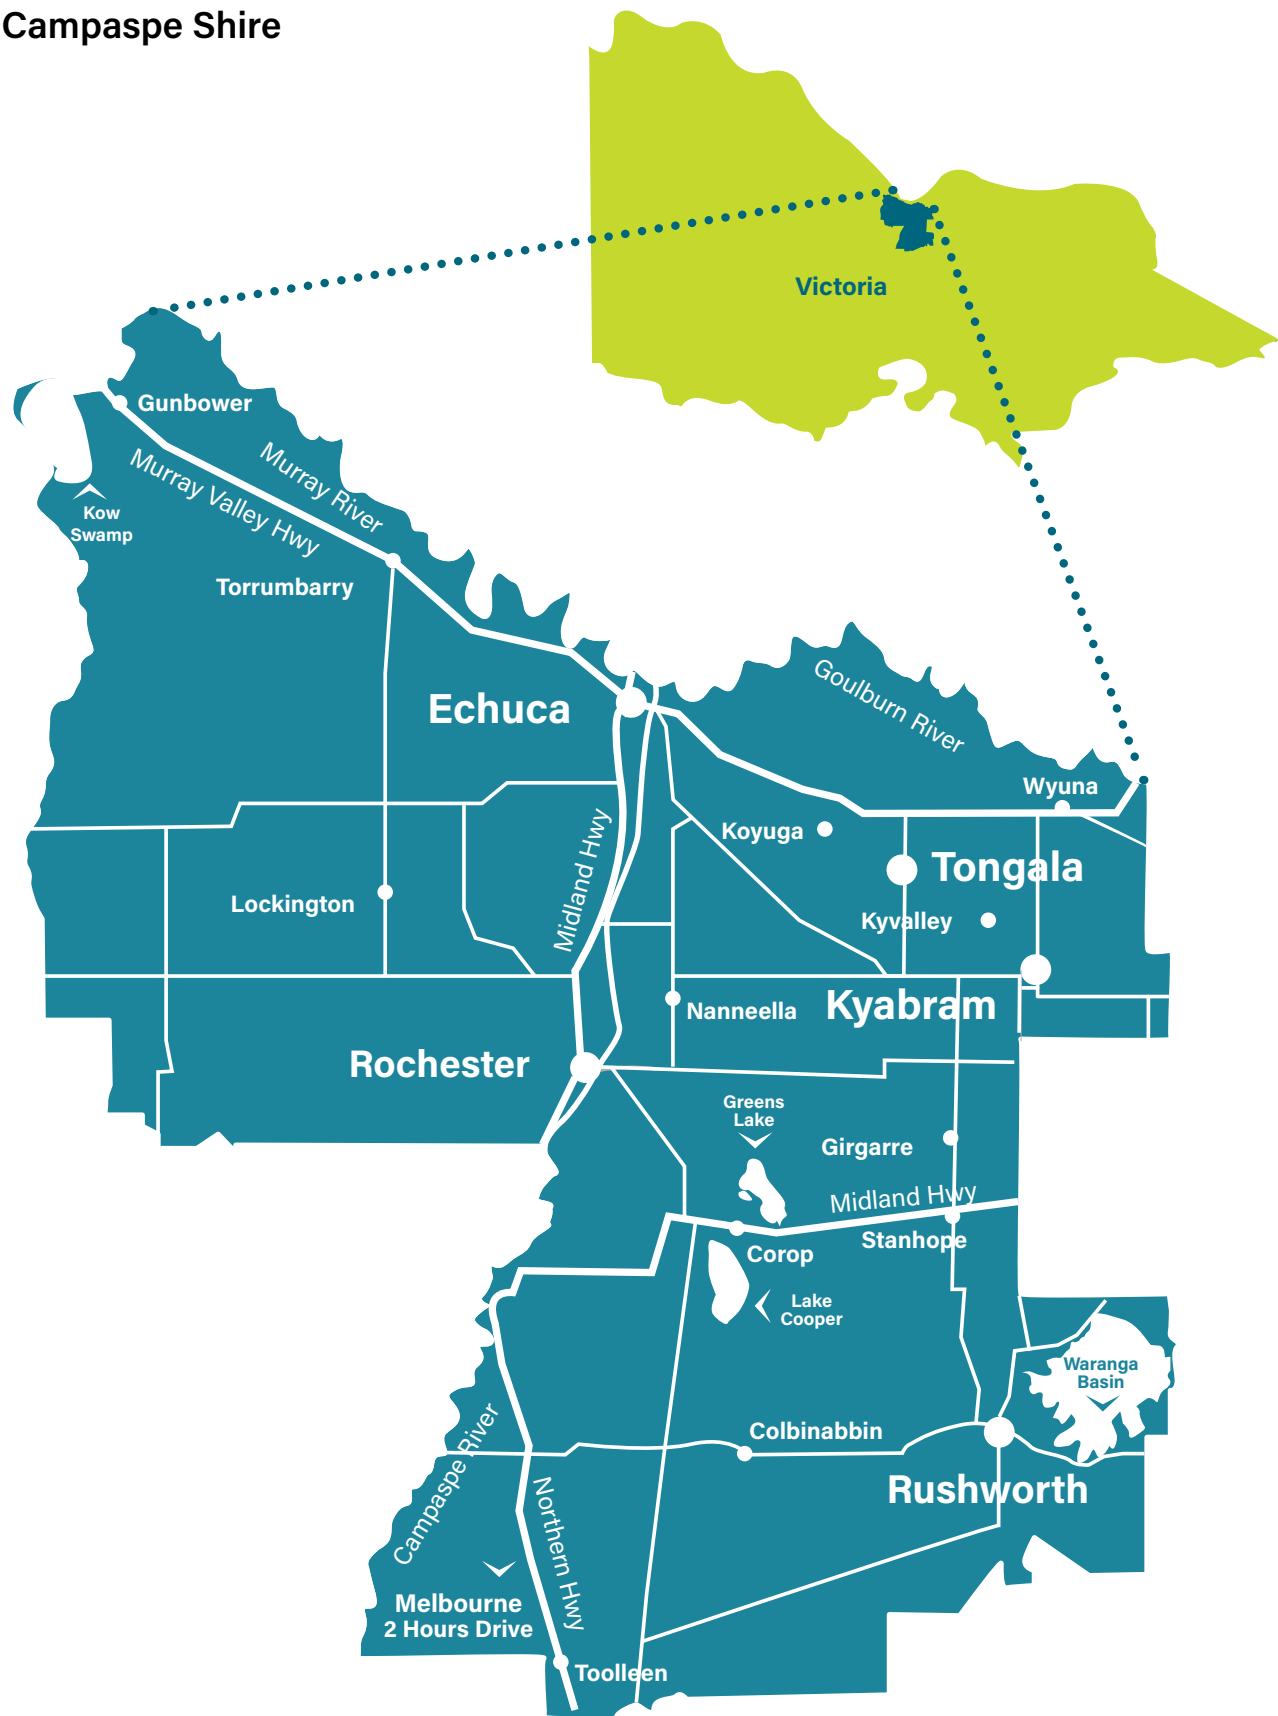 Campaspe Shire
Victoria
Gunbower
Murray River
Murray Valley Hwy
Kow
Swamp
Torrumbarry
Echuca
Goulburn River
Wyuna
Koyuga
Midland Hwy
Tongala
Lockington
Kyvalley
Nanneella
Kyabram
Rochester
Greens
Lake
Girgarre
Midland Hwy
Stanhope
Corop
Lake
Cooper
Waranga
Basin
Colbinabbin
Campaspe River
Rushworth
Northern Hwy
Melbourne
2 Hours Drive
Toolleen